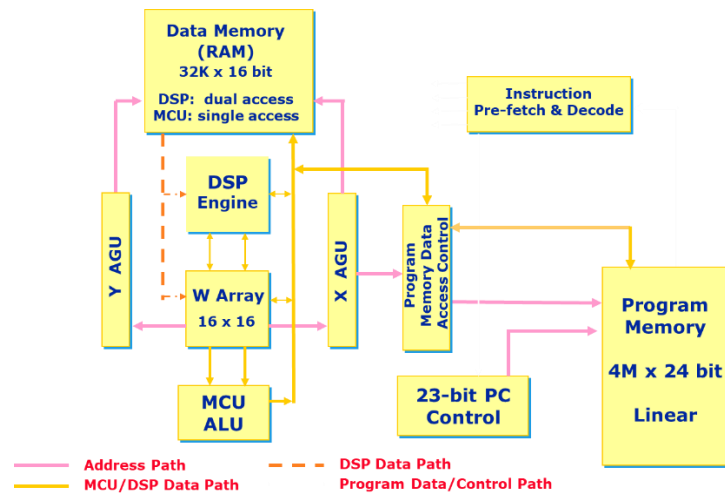 Data Memory
(RAM)
32K x 16 bit
DSP:  dual access
MCU: single access
Instruction
Pre-fetch & Decode
DSP
Engine
Y AGU
X AGU
Program
Memory Data
Access Control
W Array
16 x 16
Program
Memory
4M x 24 bit
Linear
MCU
ALU
23-bit PC
Control
Address Path
DSP Data Path
MCU/DSP Data Path
Program Data/Control Path